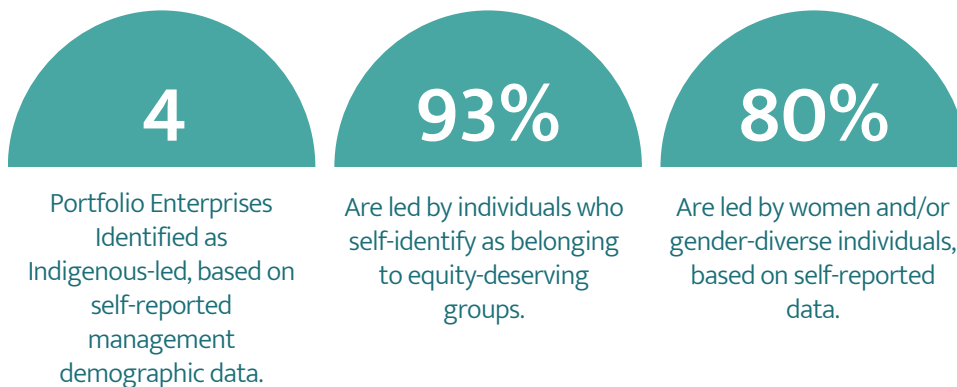 4
Portfolio Enterprises
Identified as
Indigenous-led, based on
self-reported
management
demographic data.
93%
Are led by individuals who
self-identify as belonging
to equity-deserving
groups.
80%
Are led by women and/or
gender-diverse individuals,
based on self-reported
data.